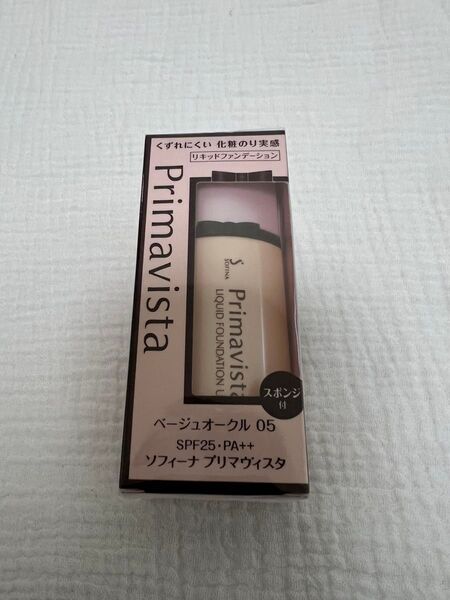 くずれにくい 化粧のり実感
リキッドファンデーション
Primavista
S
SOFINA
Primavista
LIQUID FOUNDATION
スポンジ
付
ベージュオークル 05
SPF25・PA++
ソフィーナ プリマヴィスタ